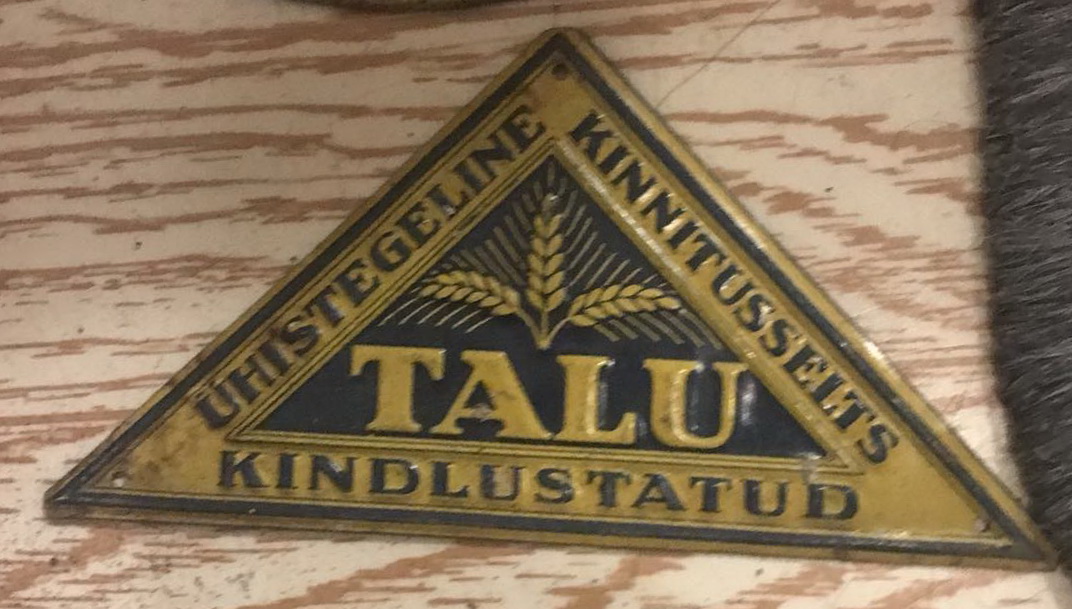 ÜHISTEGELINE
KINNITUSSELTS
TALU
KINDLUSTATUD